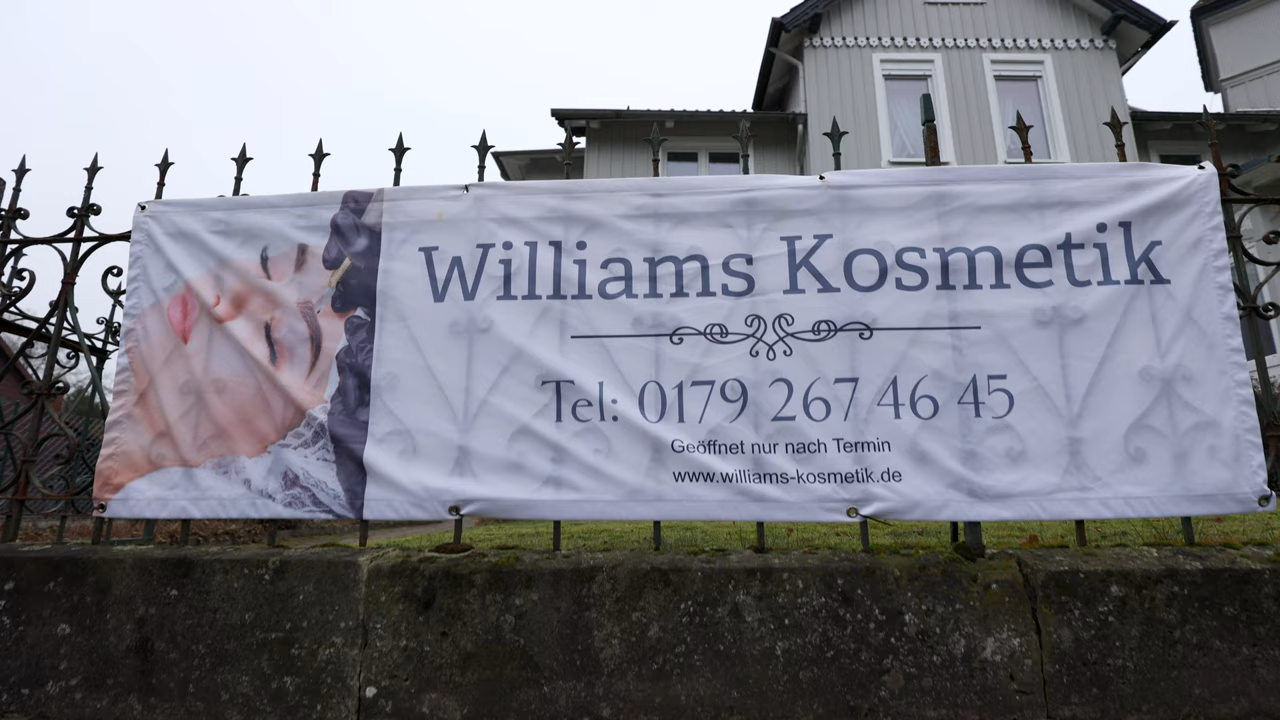 Williams Kosmetik
Tel: 0179 267 46 45
Geöffnet nur nach Termin
www.williams-kosmetik.de